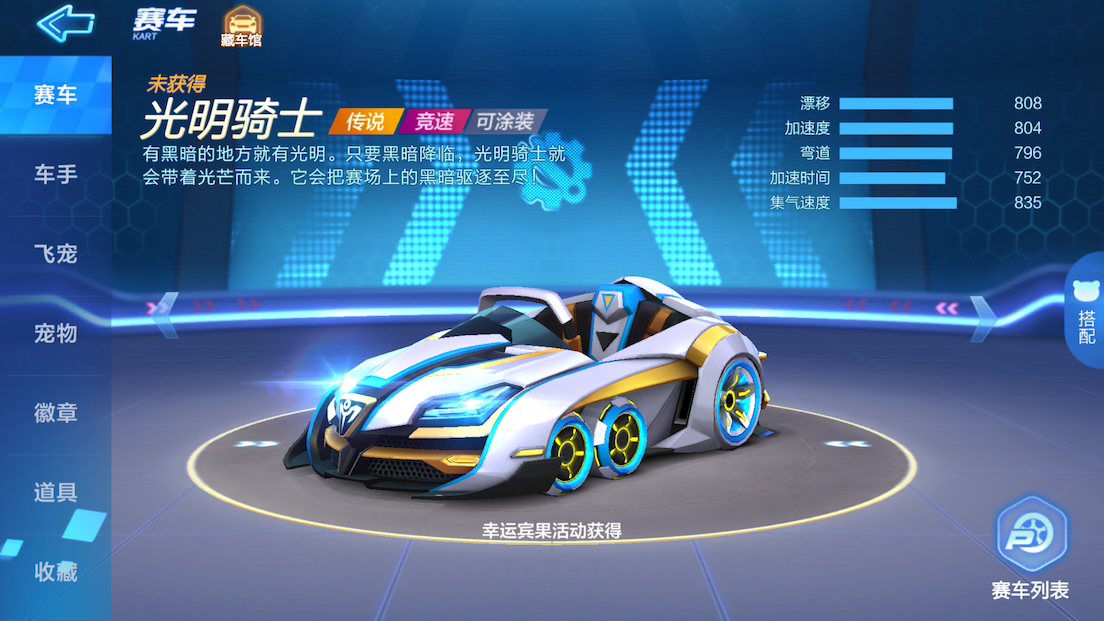 赛车
KART
藏车馆
赛车
车手
飞宠
宠物
徽章
道具
收藏
未获得
光明骑士 传说 竞速 可涂装
有黑暗的地方就有光明。只要黑暗降临，光明骑士就
会带着光芒而来。它会把赛场上的黑暗驱逐至尽！
漂移 808
加速度 804
弯道 796
加速时间 752
集气速度 835
搭配
幸运宾果活动获得
赛车列表